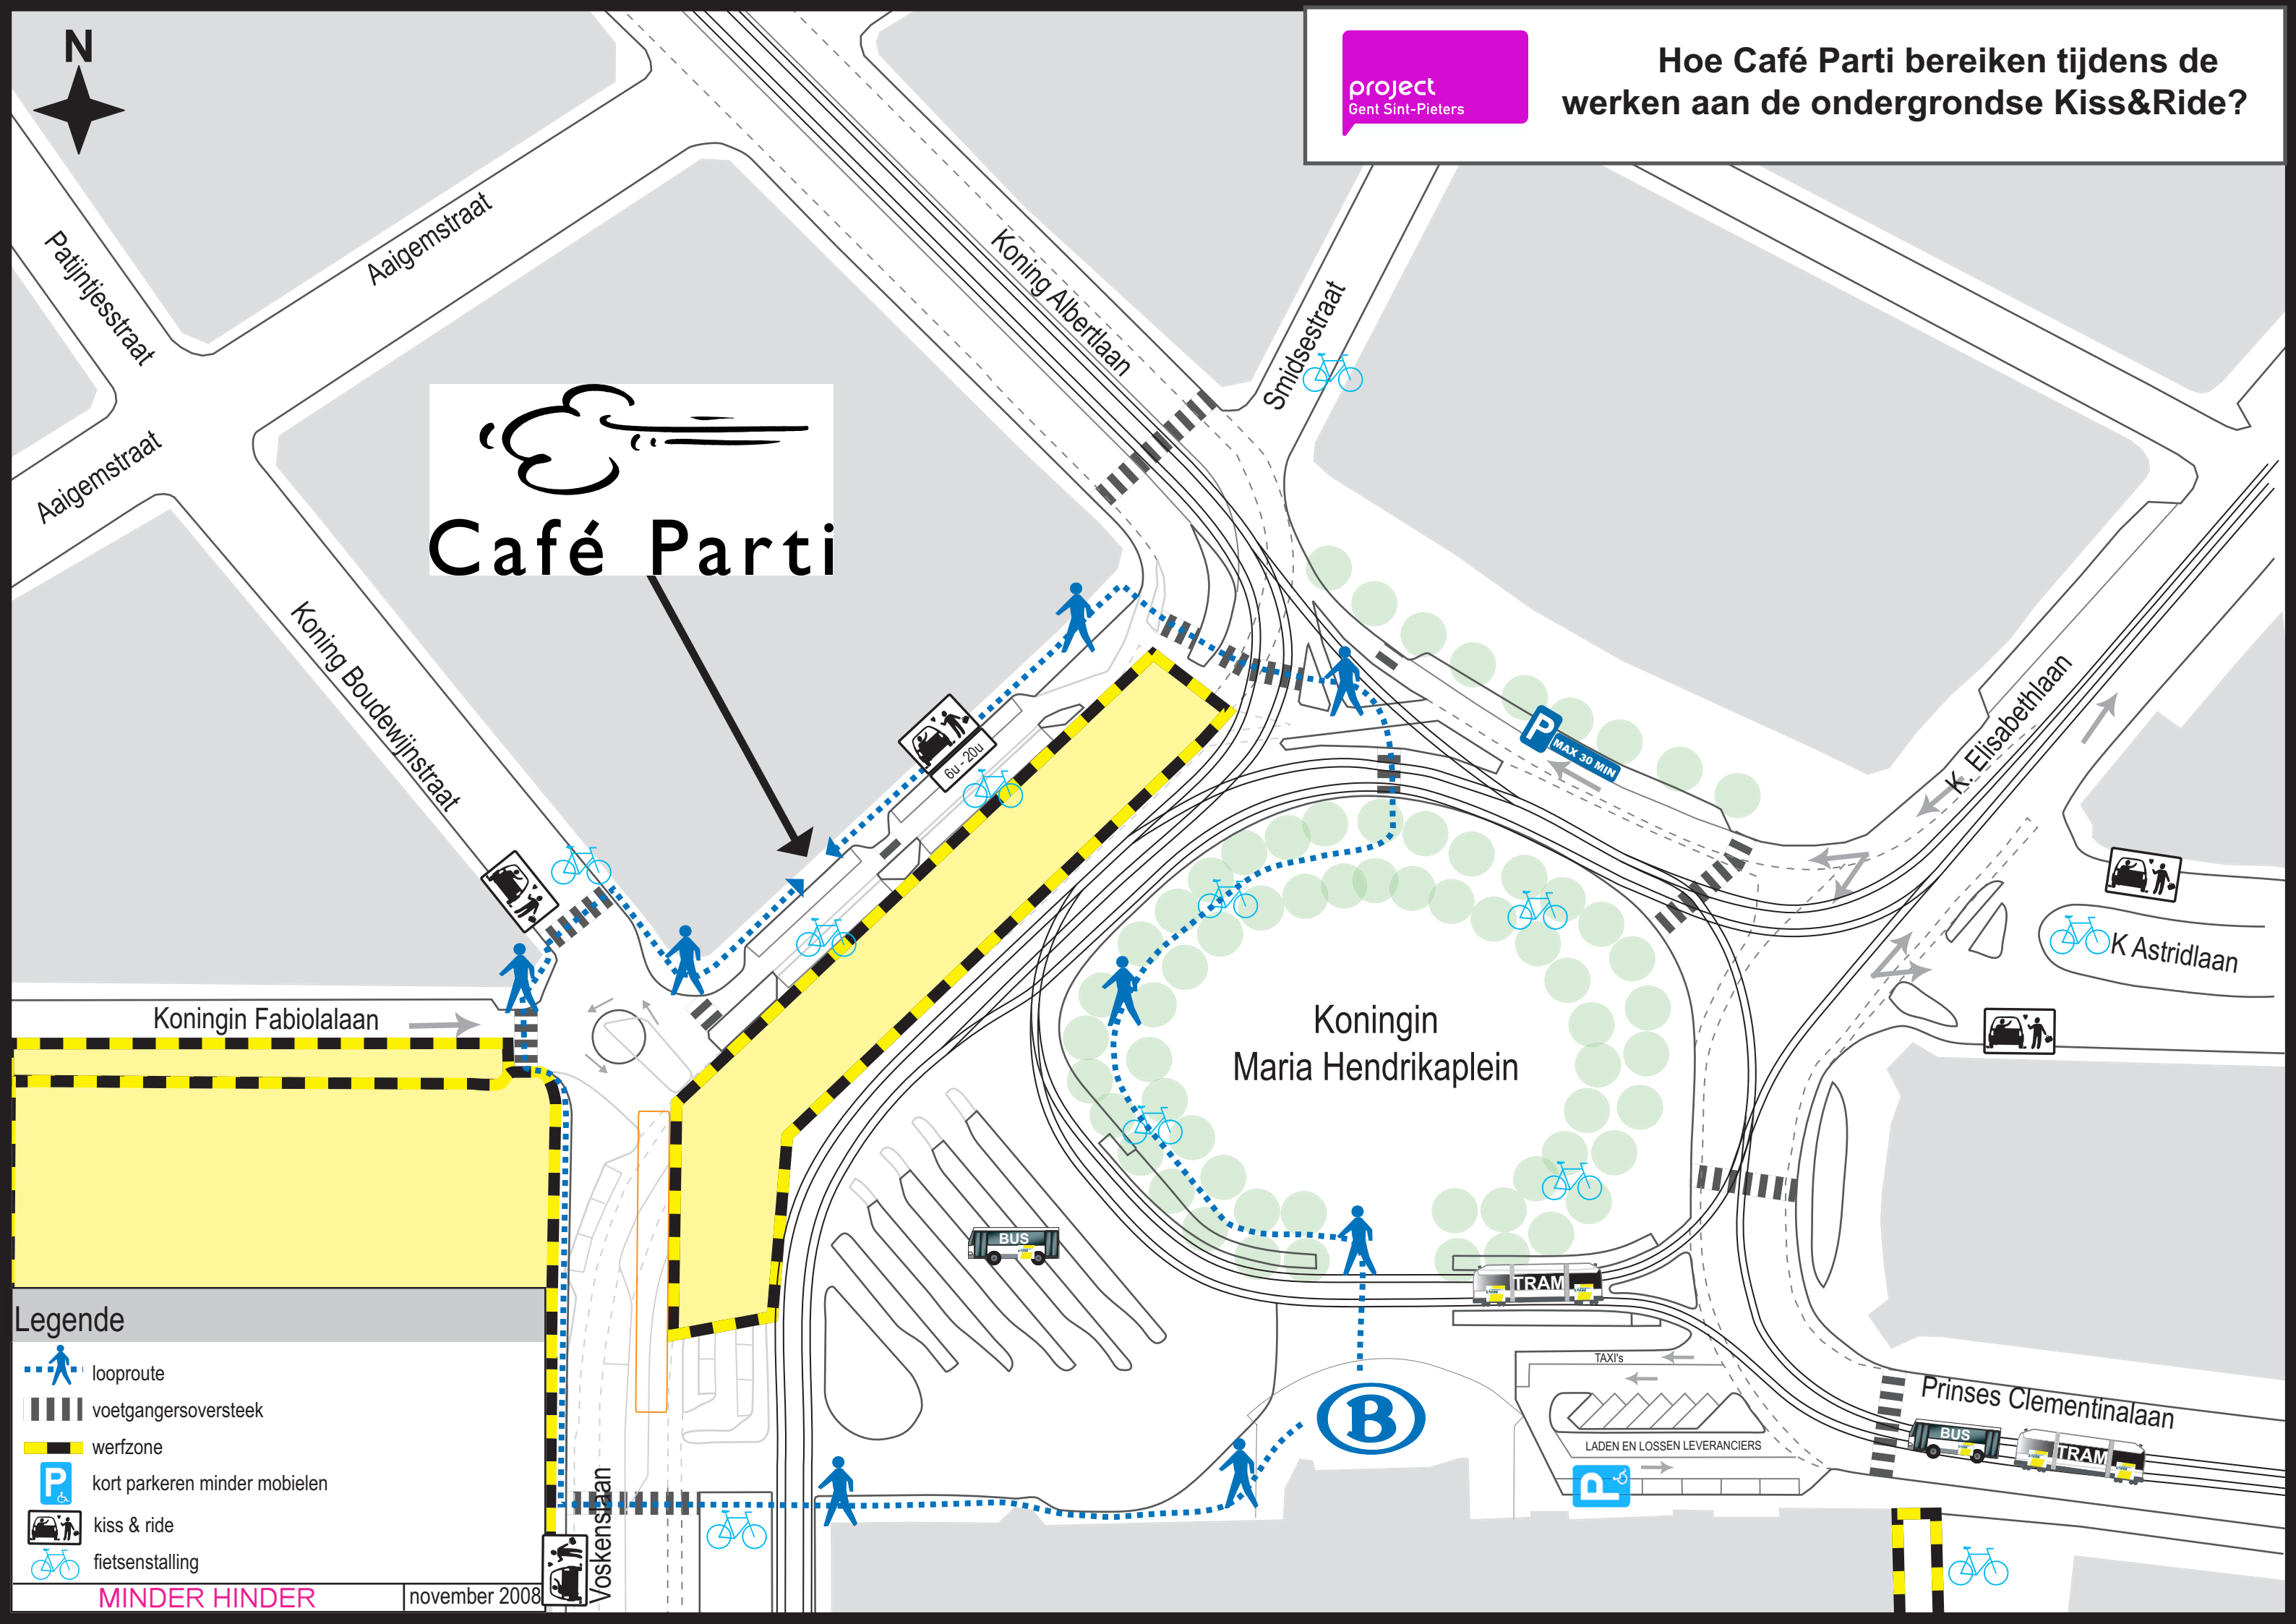 N
project
Gent Sint-Pieters
Hoe Café Parti bereiken tijdens de
werken aan de ondergrondse Kiss&Ride?
Patijntjesstraat
Aaigemstraat
Aaigemstraat
Koning Albertlaan
Smidsestraat
Café Parti
Koning Boudewijnstraat
6u - 20u
P
MAX 30 MIN
K. Elisabethlaan
K Astridlaan
Koningin Fabiolalaan
Koningin
Maria Hendrikaplein
BUS
TRAM
TAXI's
LADEN EN LOSSEN LEVERANCIERS
P
B
Prinses Clementinalaan
BUS
TRAM
Voskenslaan
Legende
looproute
voetgangersoversteek
werfzone
P
kort parkeren minder mobielen
kiss & ride
fietsenstalling
MINDER HINDER
november 2008